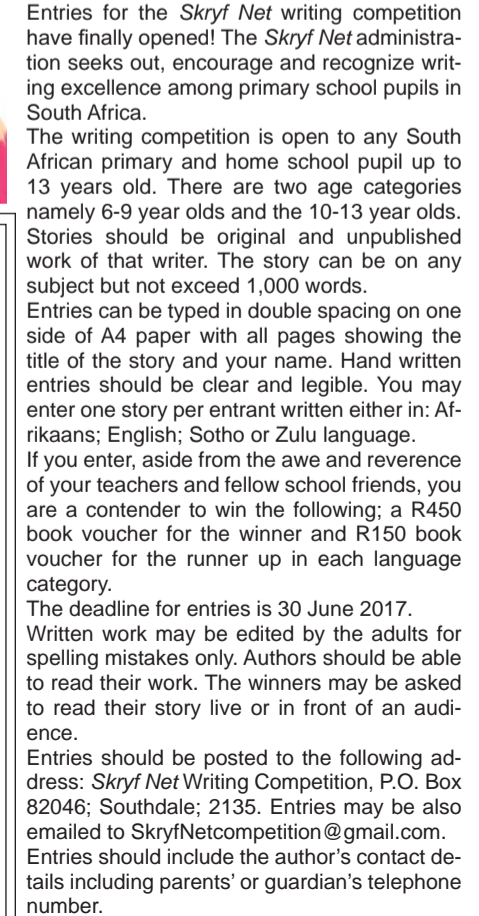 Entries for the Skryf Net writing competition
have finally opened! The Skryf Net administra-
tion seeks out, encourage and recognize writ-
ing excellence among primary school pupils in
South Africa.
The writing competition is open to any South
African primary and home school pupil up to
13 years old. There are two age categories
namely 6-9 year olds and the 10-13 year olds.
Stories should be original and unpublished
work of that writer. The story can be on any
subject but not exceed 1,000 words.
Entries can be typed in double spacing on one
side of A4 paper with all pages showing the
title of the story and your name. Hand written
entries should be clear and legible. You may
enter one story per entrant written either in: Af-
rikaans; English; Sotho or Zulu language.
If you enter, aside from the awe and reverence
of your teachers and fellow school friends, you
are a contender to win the following; a R450
book voucher for the winner and R150 book
voucher for the runner up in each language
category.
The deadline for entries is 30 June 2017.
Written work may be edited by the adults for
spelling mistakes only. Authors should be able
to read their work. The winners may be asked
to read their story live or in front of an audi-
ence.
Entries should be posted to the following ad-
dress: Skryf Net Writing Competition, P.O. Box
82046; Southdale; 2135. Entries may be also
emailed to SkryfNetcompetition@gmail.com.
Entries should include the author's contact de-
tails including parents' or guardian's telephone
number.